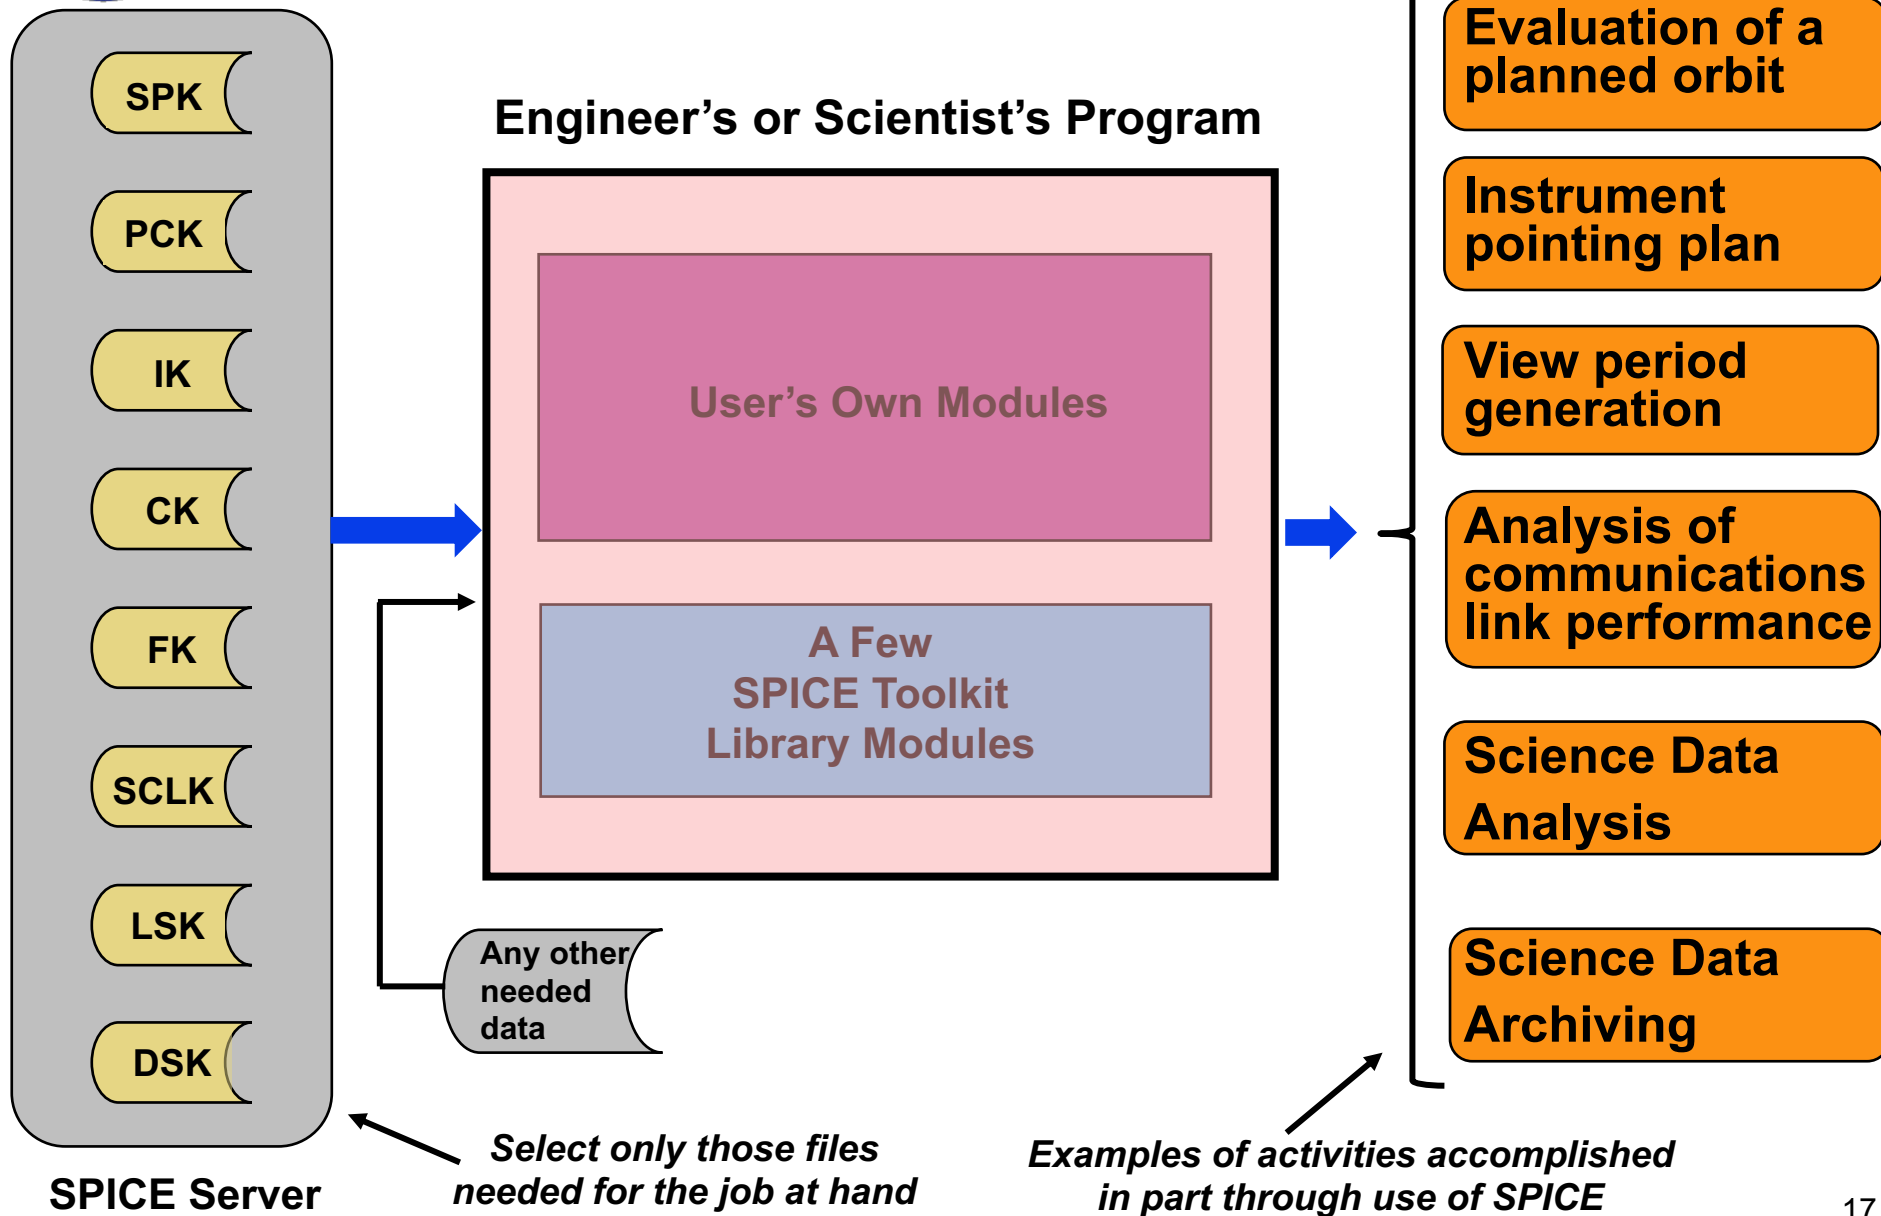 SPK
PCK
IK
CK
FK
SCLK
LSK
DSK
SPICE Server
Engineer’s or Scientist’s Program
User’s Own Modules
A Few
SPICE Toolkit
Library Modules
Any other
needed
data
Select only those files
needed for the job at hand
Evaluation of a
planned orbit
Instrument
pointing plan
View period
generation
Analysis of
communications
link performance
Science Data
Analysis
Science Data
Archiving
Examples of activities accomplished
in part through use of SPICE
17